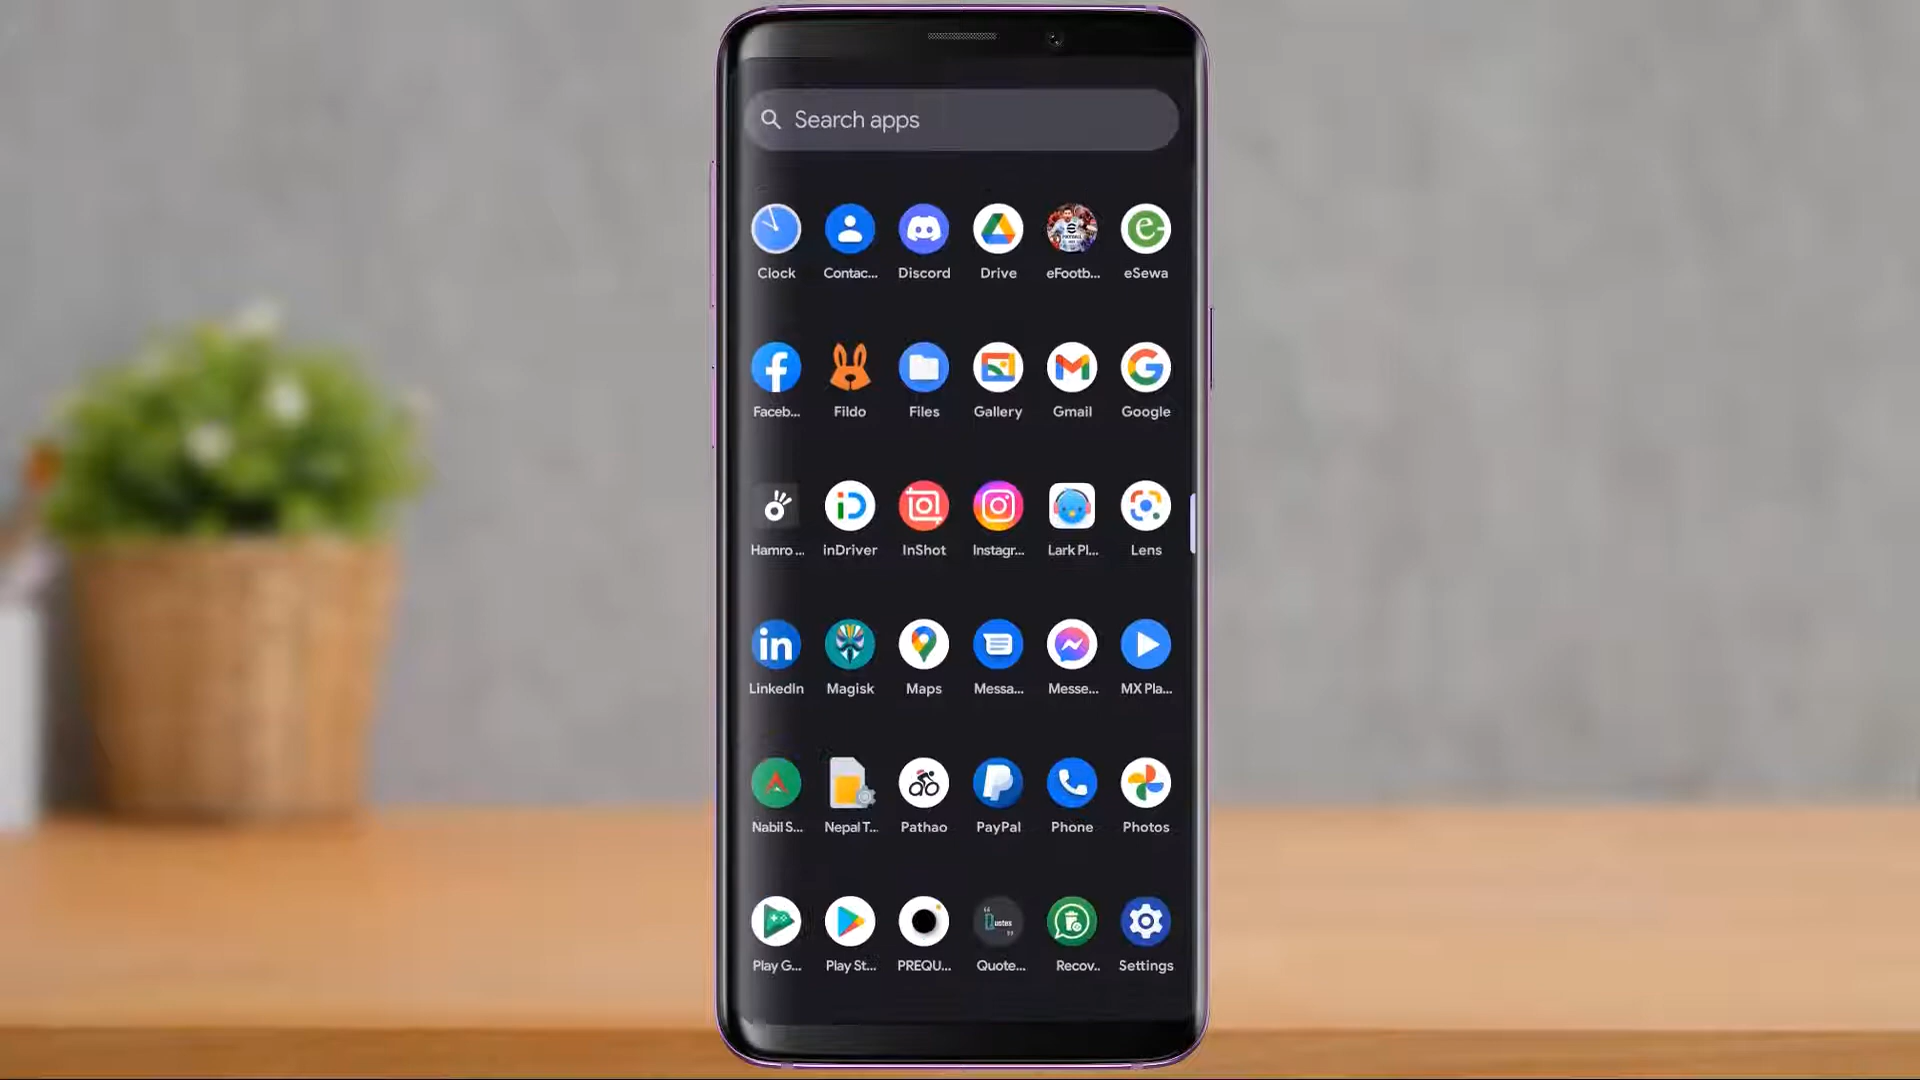 Search apps
Clock Contac... Discord Drive eFootb... eSewa
Faceb... Fildo Files Gallery Gmail Google
Hamro ... inDriver InShot Instagr... Lark Pl... Lens
LinkedIn Magisk Maps Messa... Messe... MX Pla...
Nabil S... Nepal T... Pathao PayPal Phone Photos
Play G... Play St... PREQU... Quote... Recov.. Settings